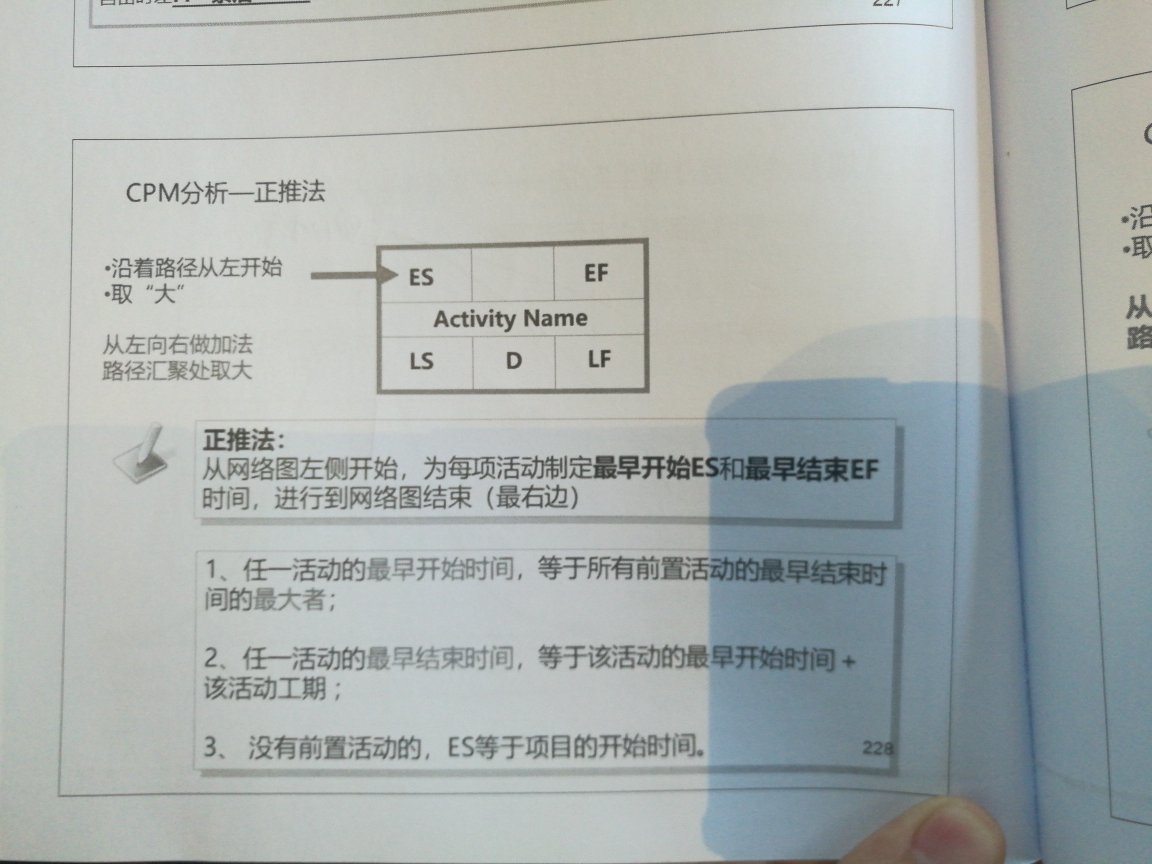 227
CPM分析—正推法
•沿着路径从左开始
•取“大”
从左向右做加法
路径汇聚处取大
ES EF
Activity Name
LS D LF
正推法：
从网络图左侧开始，为每项活动制定最早开始ES和最早结束EF
时间，进行到网络图结束（最右边）
1、任一活动的最早开始时间，等于所有前置活动的最早结束时
间的最大者；
2、任一活动的最早结束时间，等于该活动的最早开始时间 +
该活动工期；
3、 没有前置活动的，ES等于项目的开始时间。
228
•沿
•取
从
路